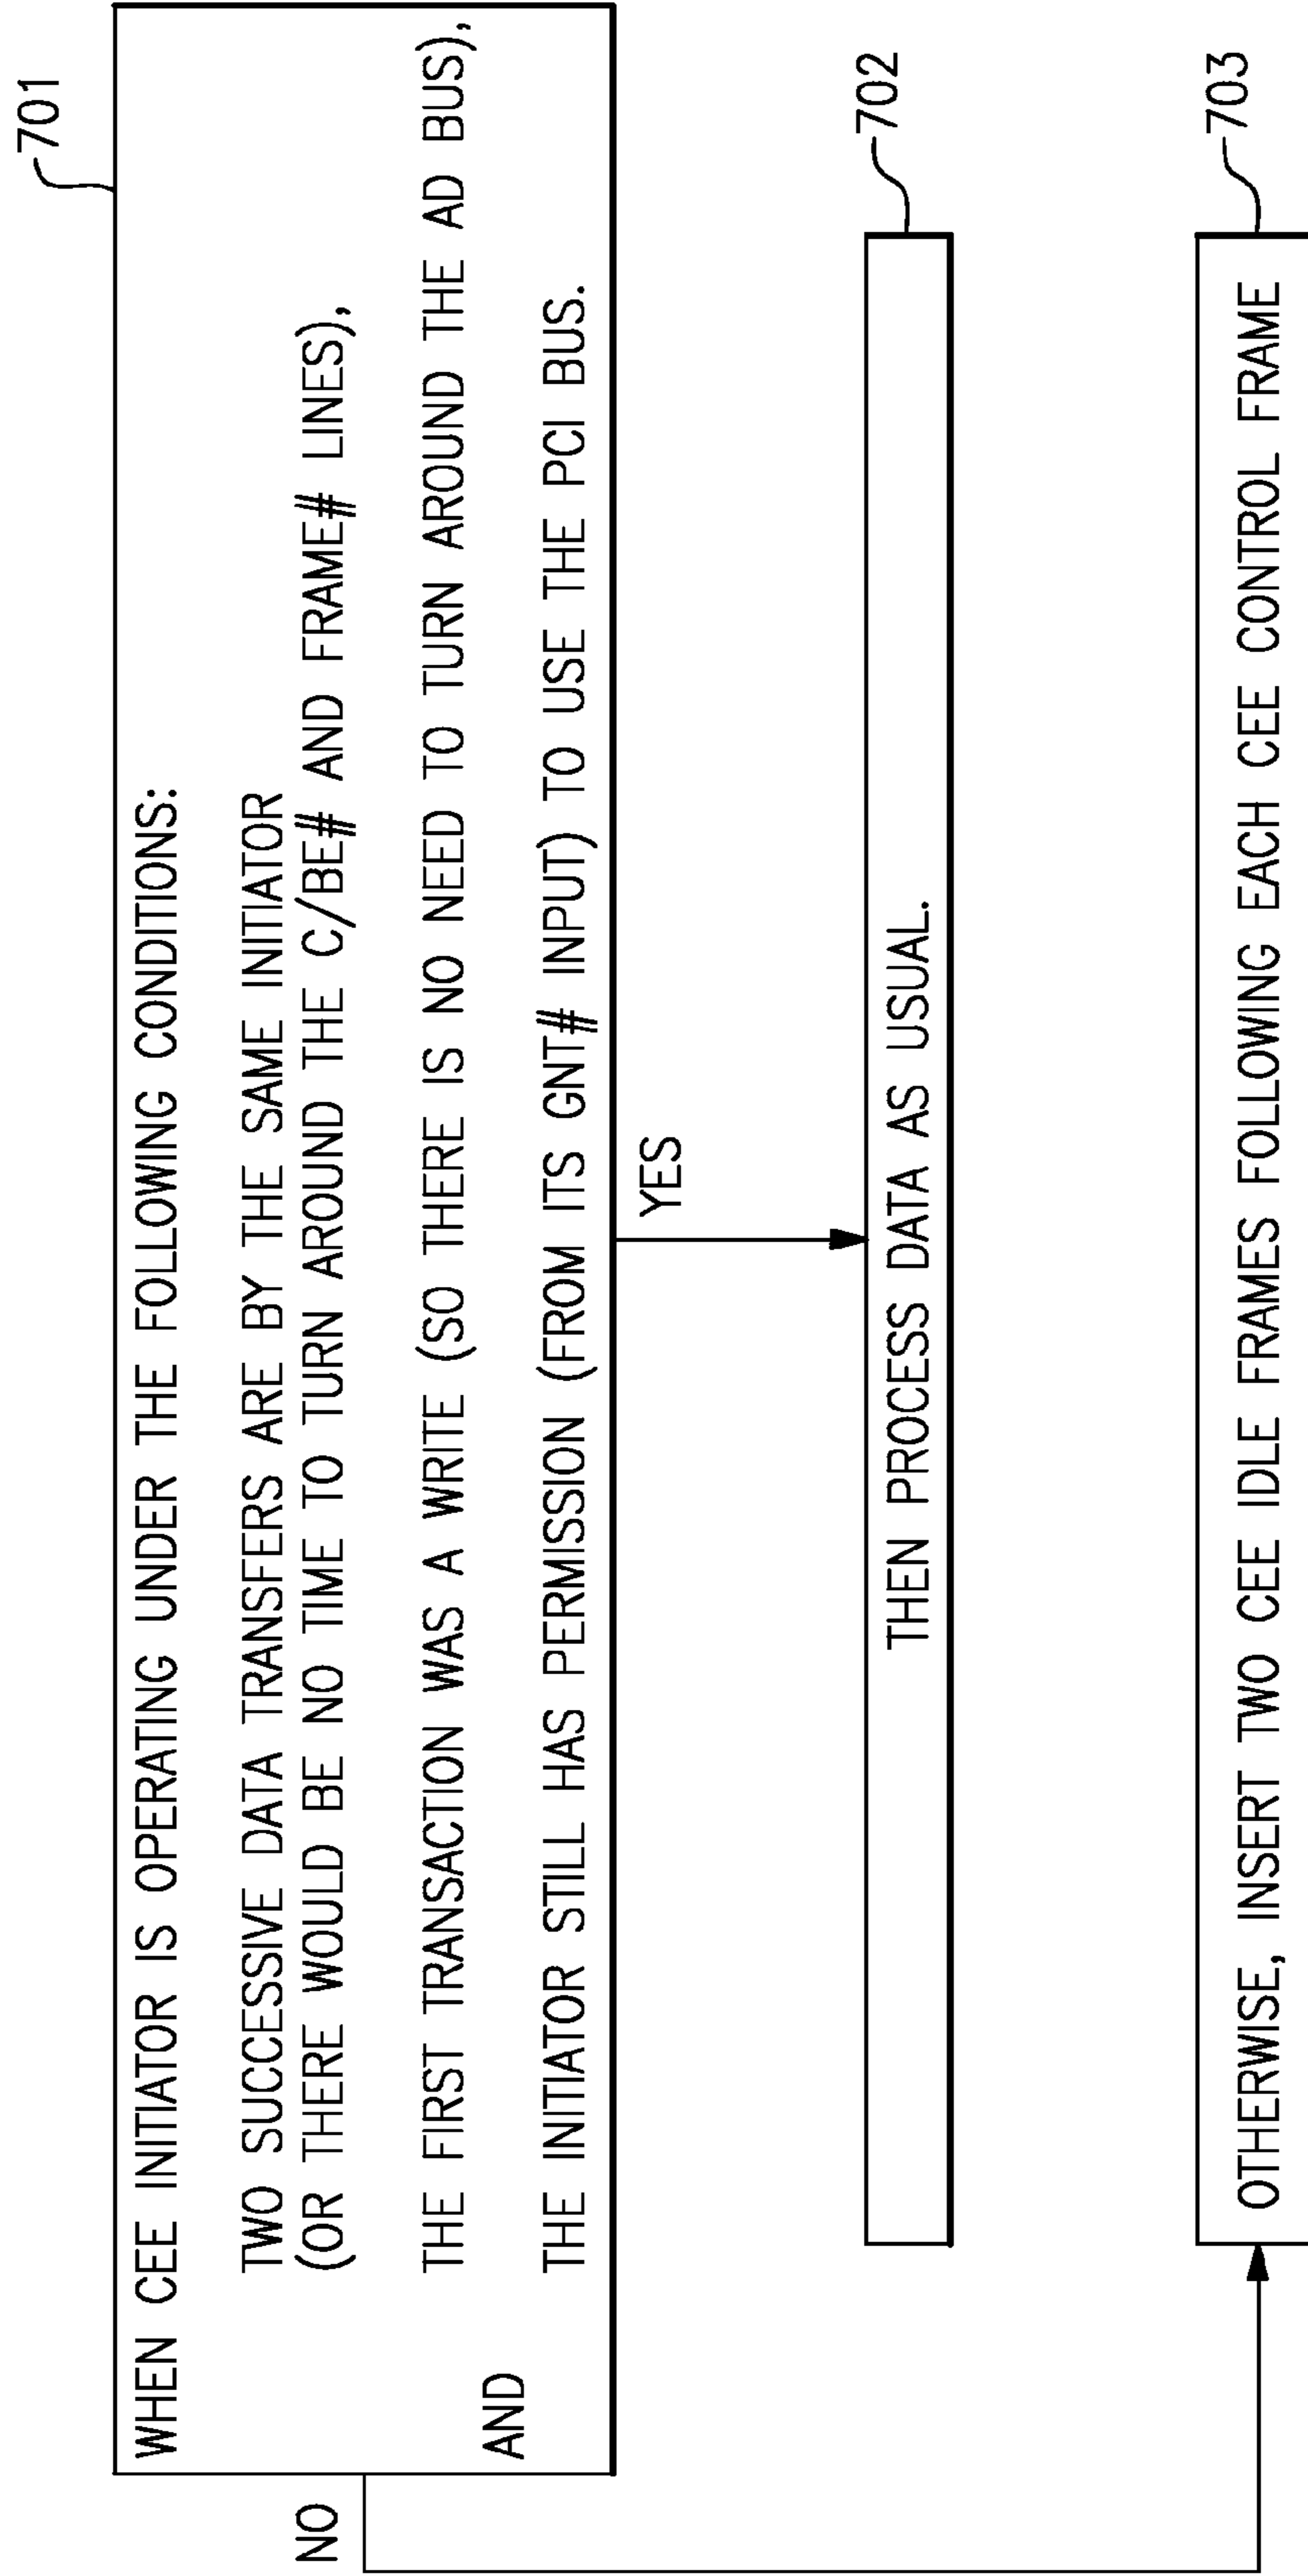 701
WHEN CEE INITIATOR IS OPERATING UNDER THE FOLLOWING CONDITIONS:
TWO SUCCESSIVE DATA TRANSFERS ARE BY THE SAME INITIATOR
(OR THERE WOULD BE NO TIME TO TURN AROUND THE C/BE# AND FRAME# LINES),
THE FIRST TRANSACTION WAS A WRITE (SO THERE IS NO NEED TO TURN AROUND THE AD BUS),
AND
THE INITIATOR STILL HAS PERMISSION (FROM ITS GNT# INPUT) TO USE THE PCI BUS.
NO
YES
702
THEN PROCESS DATA AS USUAL.
703
OTHERWISE, INSERT TWO CEE IDLE FRAMES FOLLOWING EACH CEE CONTROL FRAME